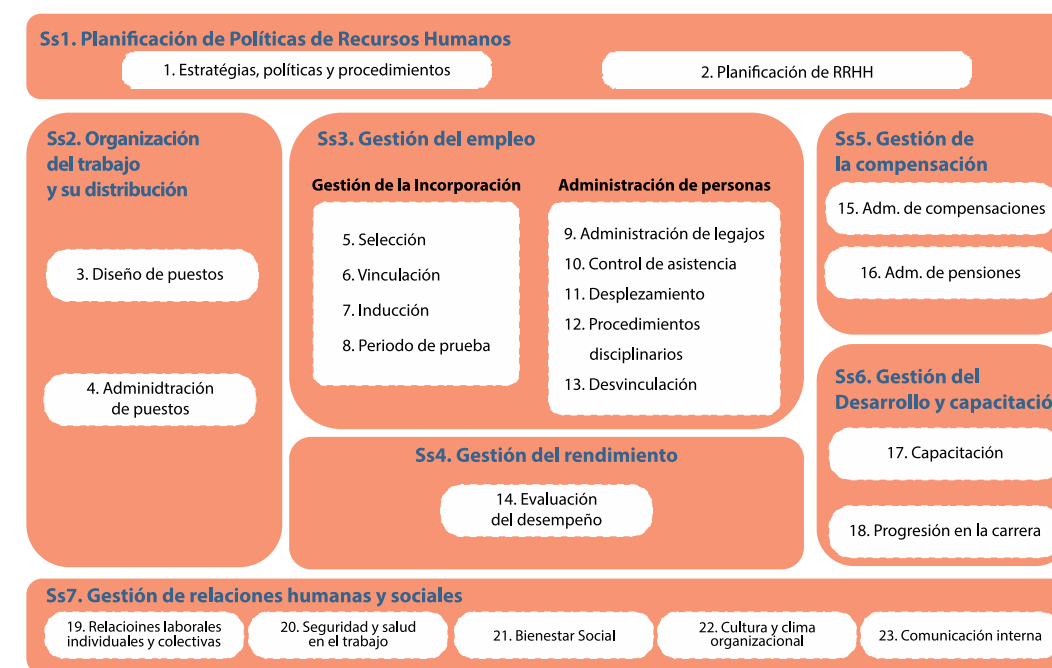 Ss1. Planificación de Políticas de Recursos Humanos
1. Estratégias, políticas y procedimientos
2. Planificación de RRHH
Ss2. Organización
del trabajo
y su distribución
3. Diseño de puestos
4. Adminidtración
de puestos
Ss3. Gestión del empleo
Gestión de la Incorporación
5. Selección
6. Vinculación
7. Inducción
8. Periodo de prueba
Administración de personas
9. Administración de legajos
10. Control de asistencia
11. Desplezamiento
12. Procedimientos
disciplinarios
13. Desvinculación
Ss4. Gestión del rendimiento
14. Evaluación
del desempeño
Ss5. Gestión de
la compensación
15. Adm. de compensaciones
16. Adm. de pensiones
Ss6. Gestión del
Desarrollo y capacitació
17. Capacitación
18. Progresión en la carrera
Ss7. Gestión de relaciones humanas y sociales
19. Relacioines laborales
individuales y colectivas
20. Seguridad y salud
en el trabajo
21. Bienestar Social
22. Cultura y clima
organizacional
23. Comunicación interna